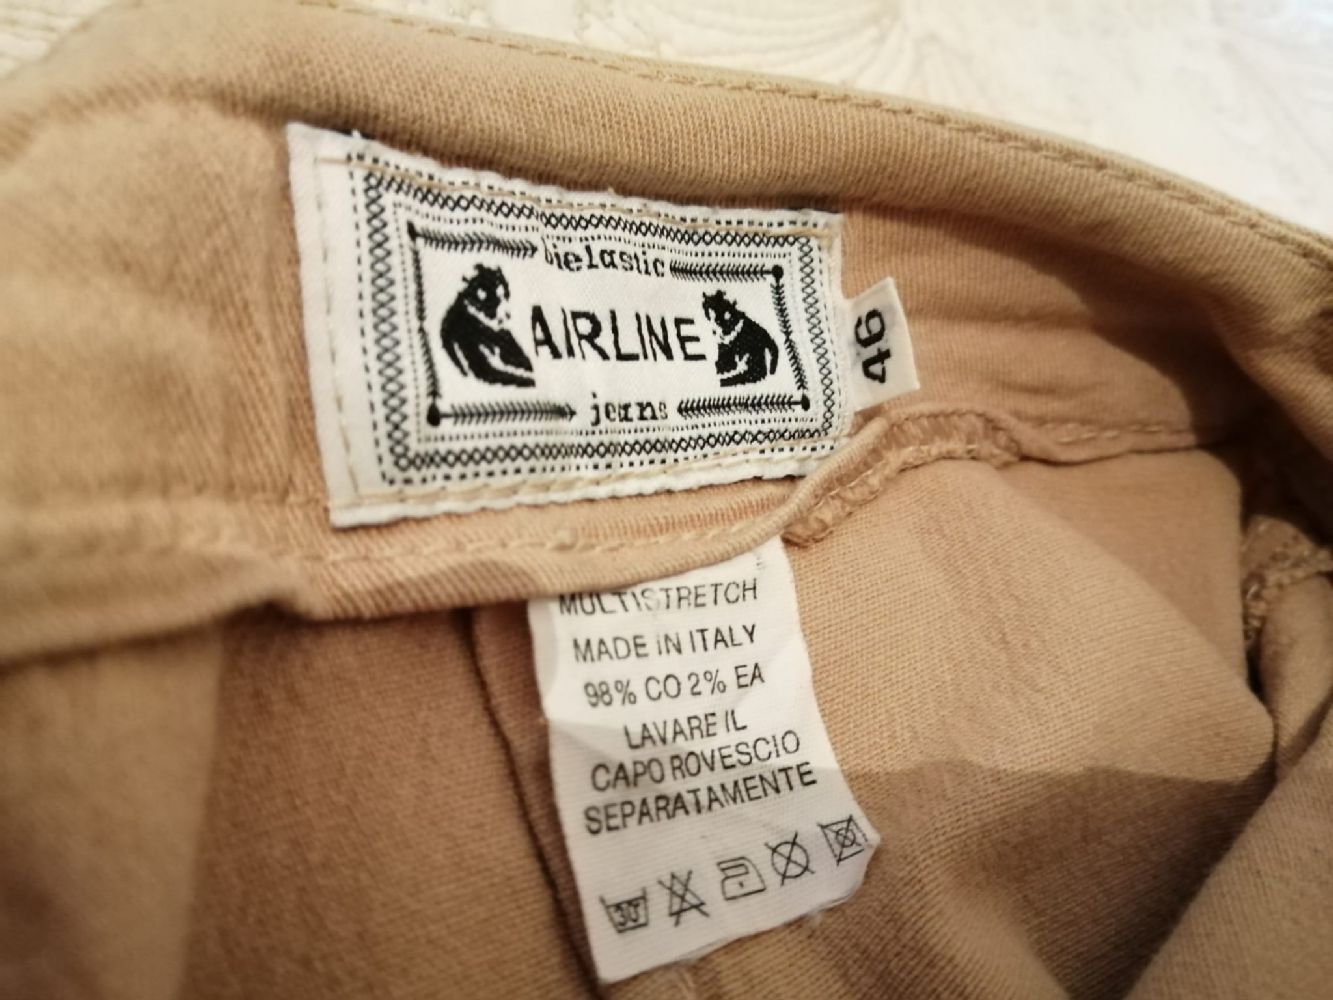 bielastic
AIRLINE
jeans
46
MULTISTRETCH
MADE IN ITALY
98% CO 2% EA
LAVARE IL
CAPO ROVESCIO
SEPARATAMENTE
30°